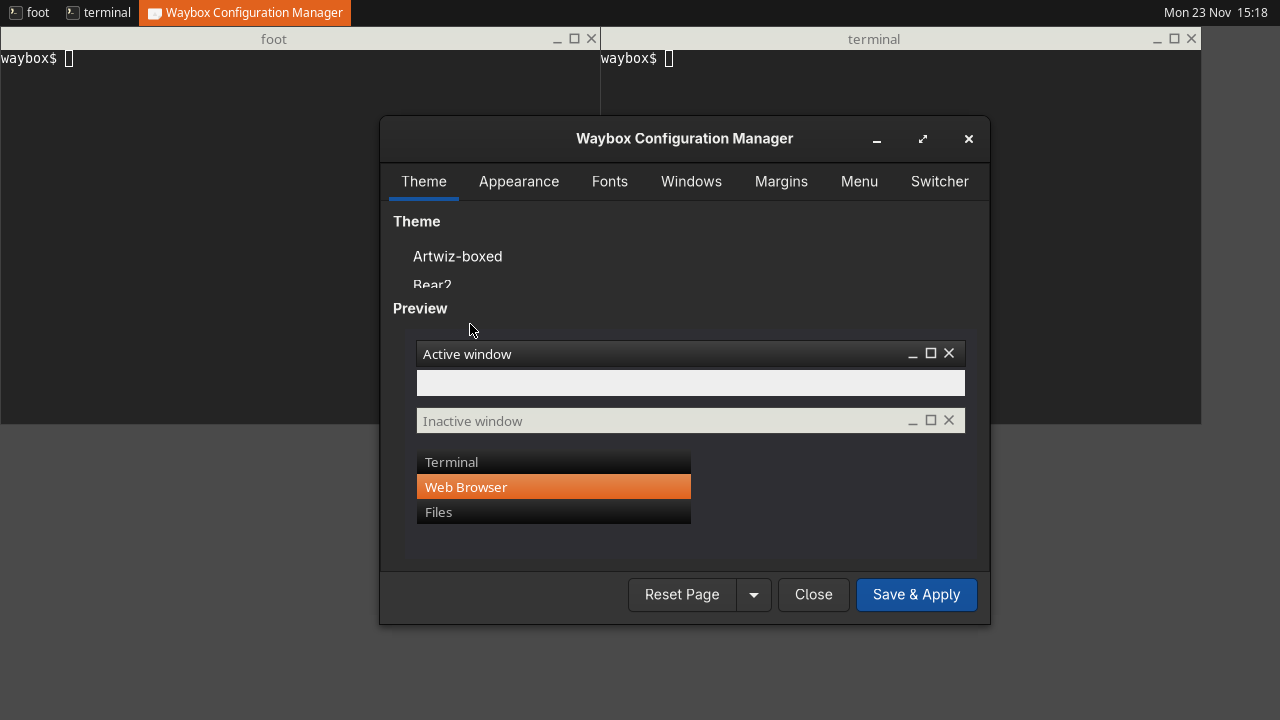 foot terminal Waybox Configuration Manager Mon 23 Nov 15:18
foot terminal
waybox$ waybox$
Waybox Configuration Manager
Theme Appearance Fonts Windows Margins Menu Switcher
Theme
Artwiz-boxed
Bear2
Preview
Active window
Inactive window
Terminal
Web Browser
Files
Reset Page Close Save & Apply